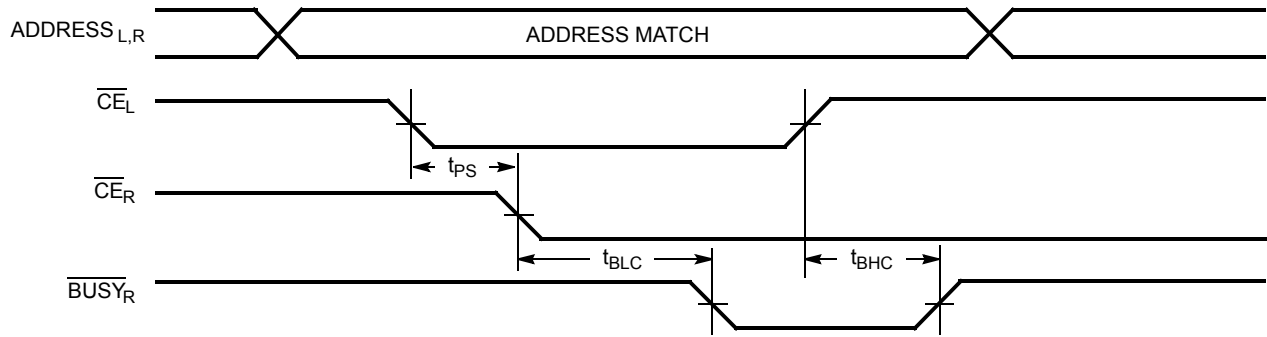 ADDRESS L,R
ADDRESS MATCH
CEL
tPS
CER
tBLC
tBHC
BUSYR